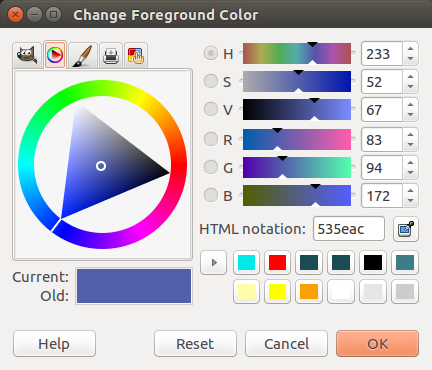 Change Foreground Color
H 233
S 52
V 67
R 83
G 94
B 172
HTML notation: 535eac
Current:
Old:
Help Reset Cancel OK